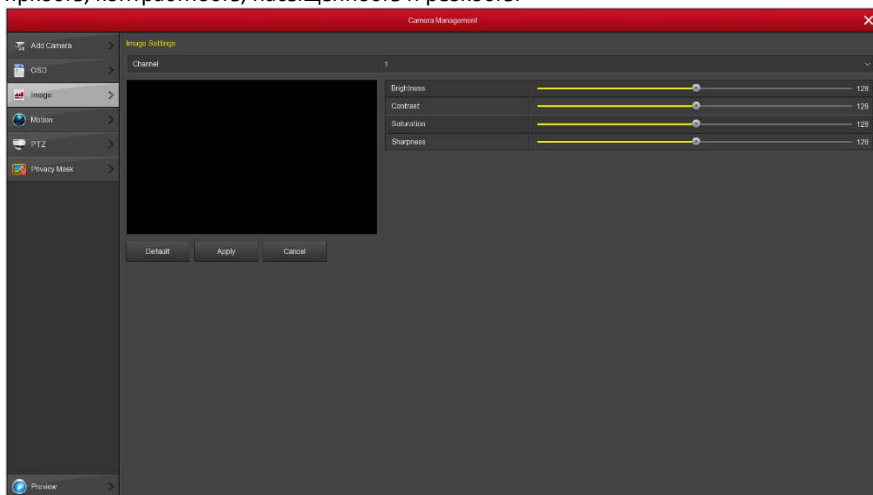 яркость, контрастность, насыщенность и резкость.
Camera Management
Add Camera
OSD
Image
Motion
PTZ
Privacy Mask
Preview
Image Settings
Channel 1
Brightness 128
Contrast 128
Saturation 128
Sharpness 128
Default Apply Cancel